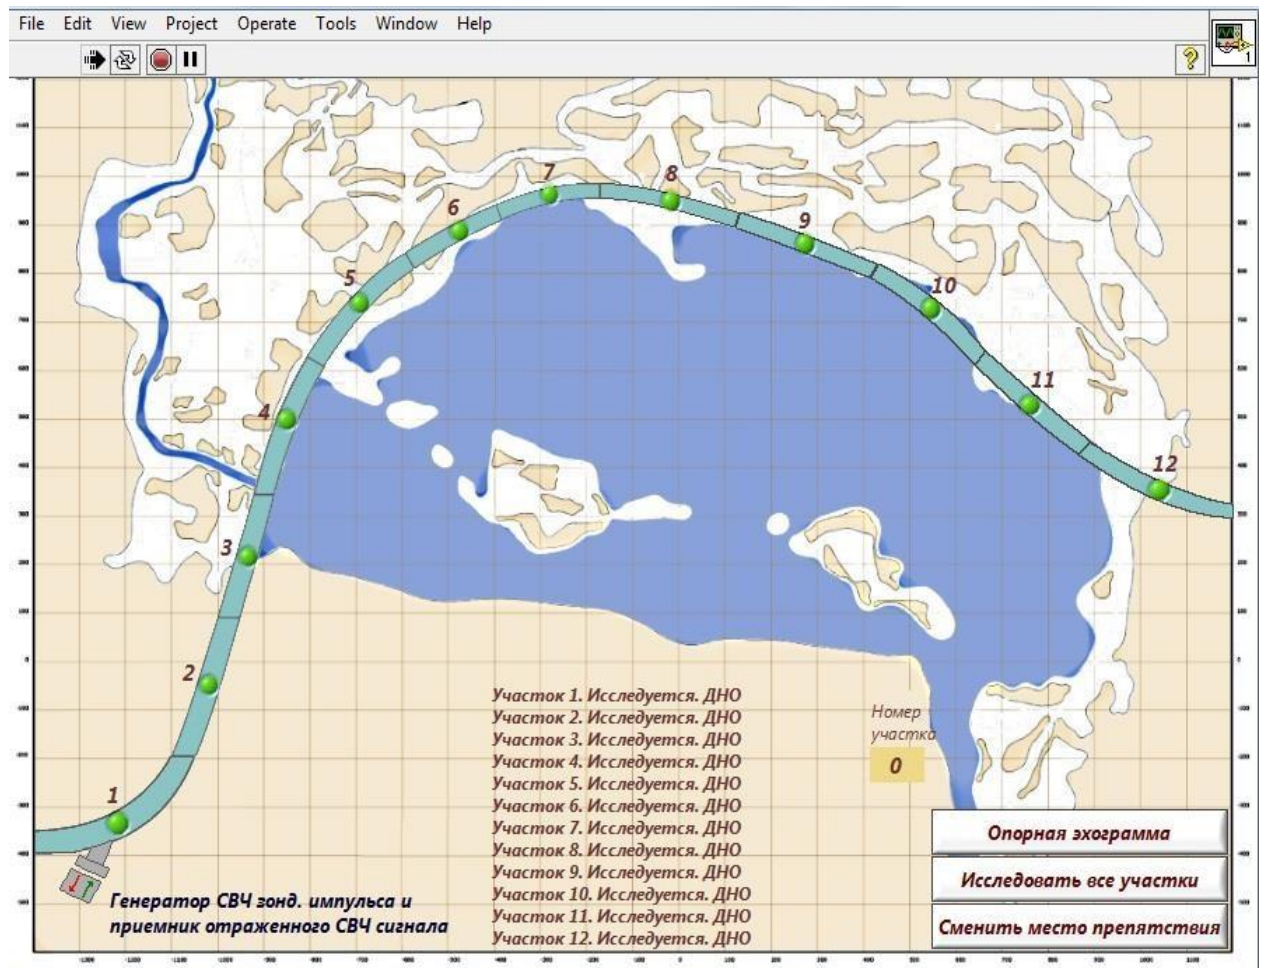 File Edit View Project Operate Tools Window Help
1
7
8
6
9
5
10
11
4
12
3
2
Участок 1. Исследуется. ДНО
Участок 2. Исследуется. ДНО
Участок 3. Исследуется. ДНО
Участок 4. Исследуется. ДНО
Участок 5. Исследуется. ДНО
Участок 6. Исследуется. ДНО
Участок 7. Исследуется. ДНО
Участок 8. Исследуется. ДНО
Участок 9. Исследуется. ДНО
Участок 10. Исследуется. ДНО
Участок 11. Исследуется. ДНО
Участок 12. Исследуется. ДНО
Номер
участка
0
1
Опорная эхограмма
Исследовать все участки
Сменить место препятствия
Генератор СВЧ зонд. импульса и
приемник отраженного СВЧ сигнала